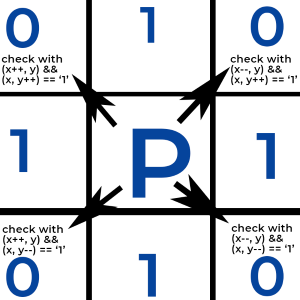 0 1 0
check with
(x++, y) &&
(x, y++) == ‘1’
check with
(x--, y) &&
(x, y++) == ‘1’
1 P 1
check with
(x++, y) &&
(x, y--) == ‘1’
check with
(x--, y) &&
(x, y--) == ‘1’
0 1 0